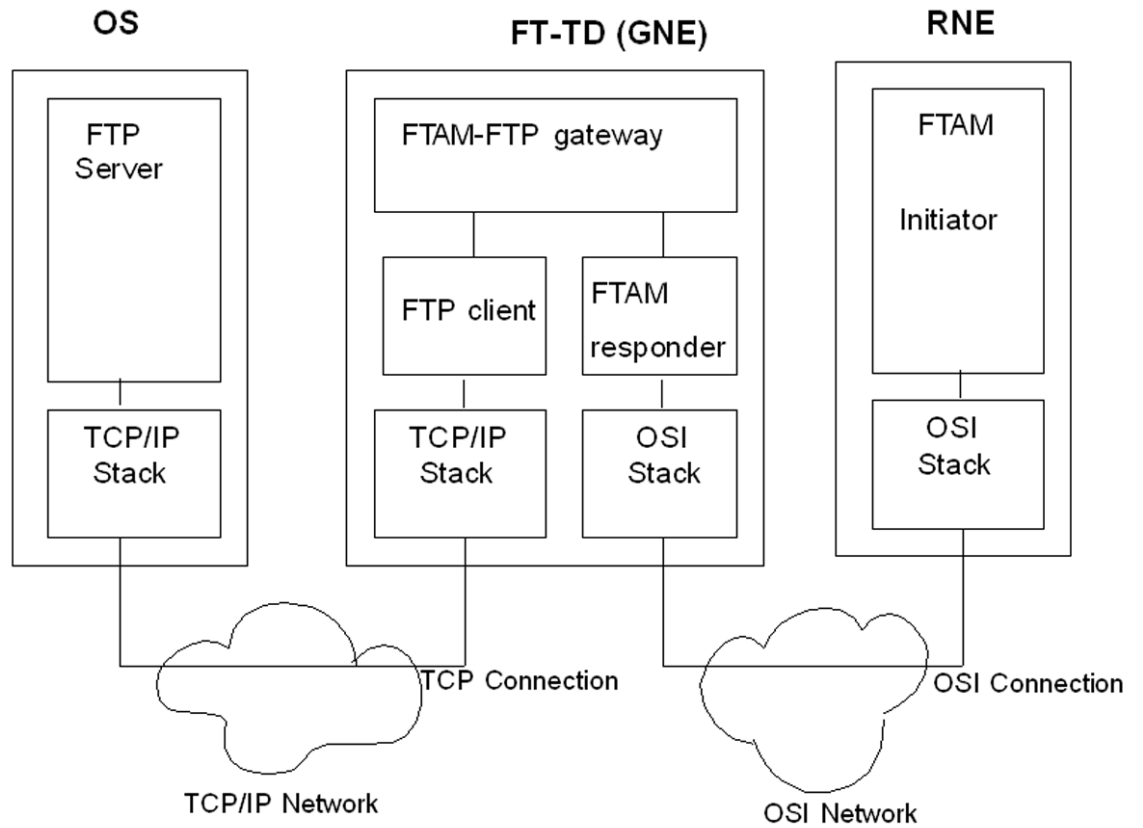 OS
FT-TD (GNE)
RNE
FTP
Server
TCP/IP
Stack
FTAM-FTP gateway
FTP client
FTAM
responder
TCP/IP
Stack
OSI
Stack
FTAM
Initiator
OSI
Stack
TCP Connection
OSI Connection
TCP/IP Network
OSI Network